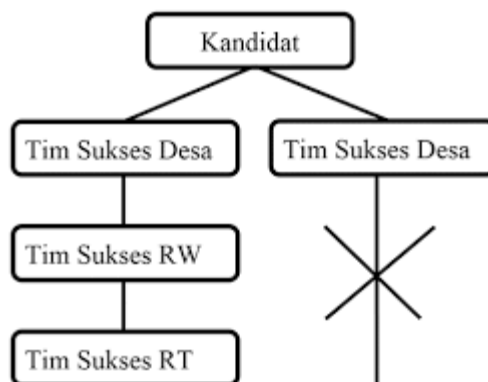 Kandidat
Tim Sukses Desa
Tim Sukses Desa
Tim Sukses RW
Tim Sukses RT